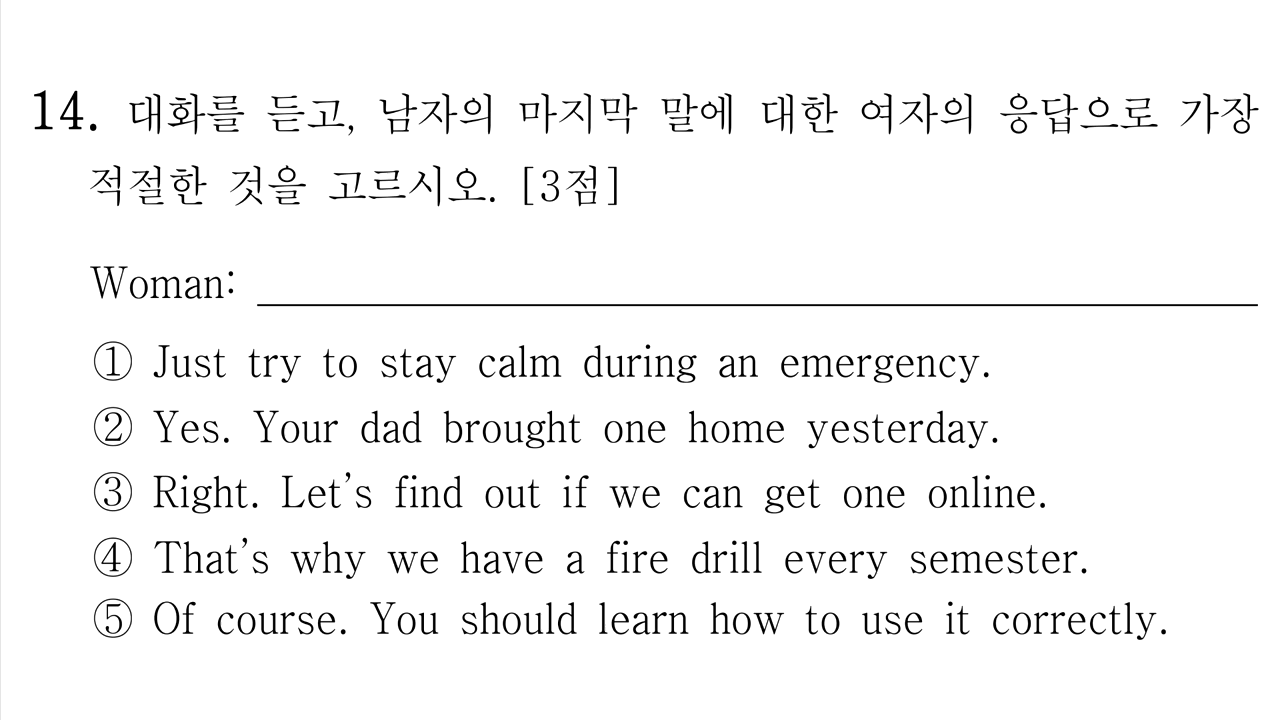 14. 대화를 듣고, 남자의 마지막 말에 대한 여자의 응답으로 가장
적절한 것을 고르시오. [3점]
Woman: ____________________
① Just try to stay calm during an emergency.
② Yes. Your dad brought one home yesterday.
③ Right. Let's find out if we can get one online.
④ That's why we have a fire drill every semester.
⑤ Of course. You should learn how to use it correctly.